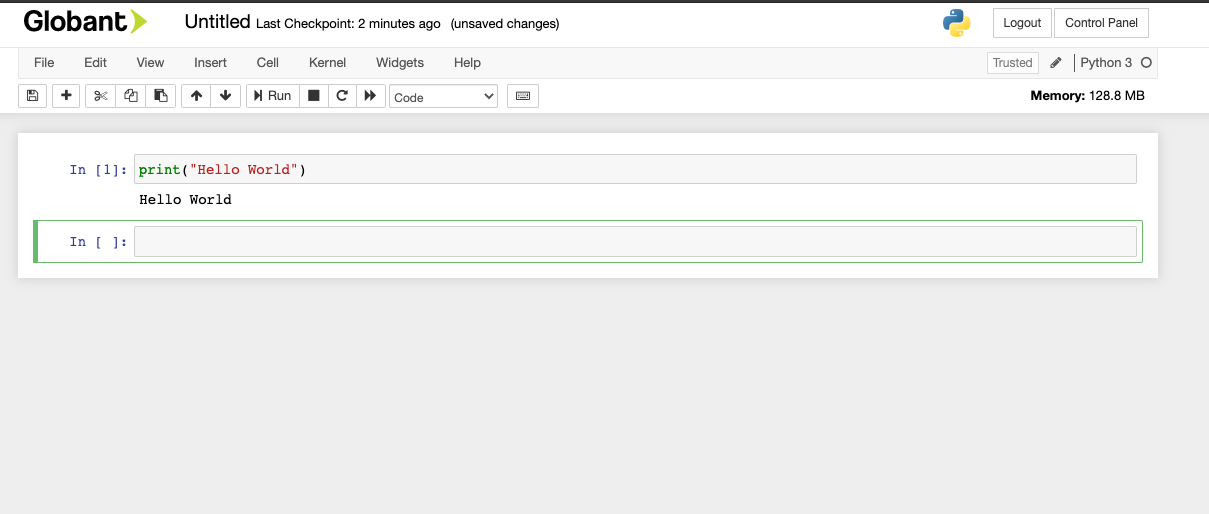 Globant Untitled Last Checkpoint: 2 minutes ago (unsaved changes) Logout Control Panel
File Edit View Insert Cell Kernel Widgets Help Trusted Python 3
Run Code Memory: 128.8 MB
In [1]: print("Hello World")
Hello World
In [ ]: